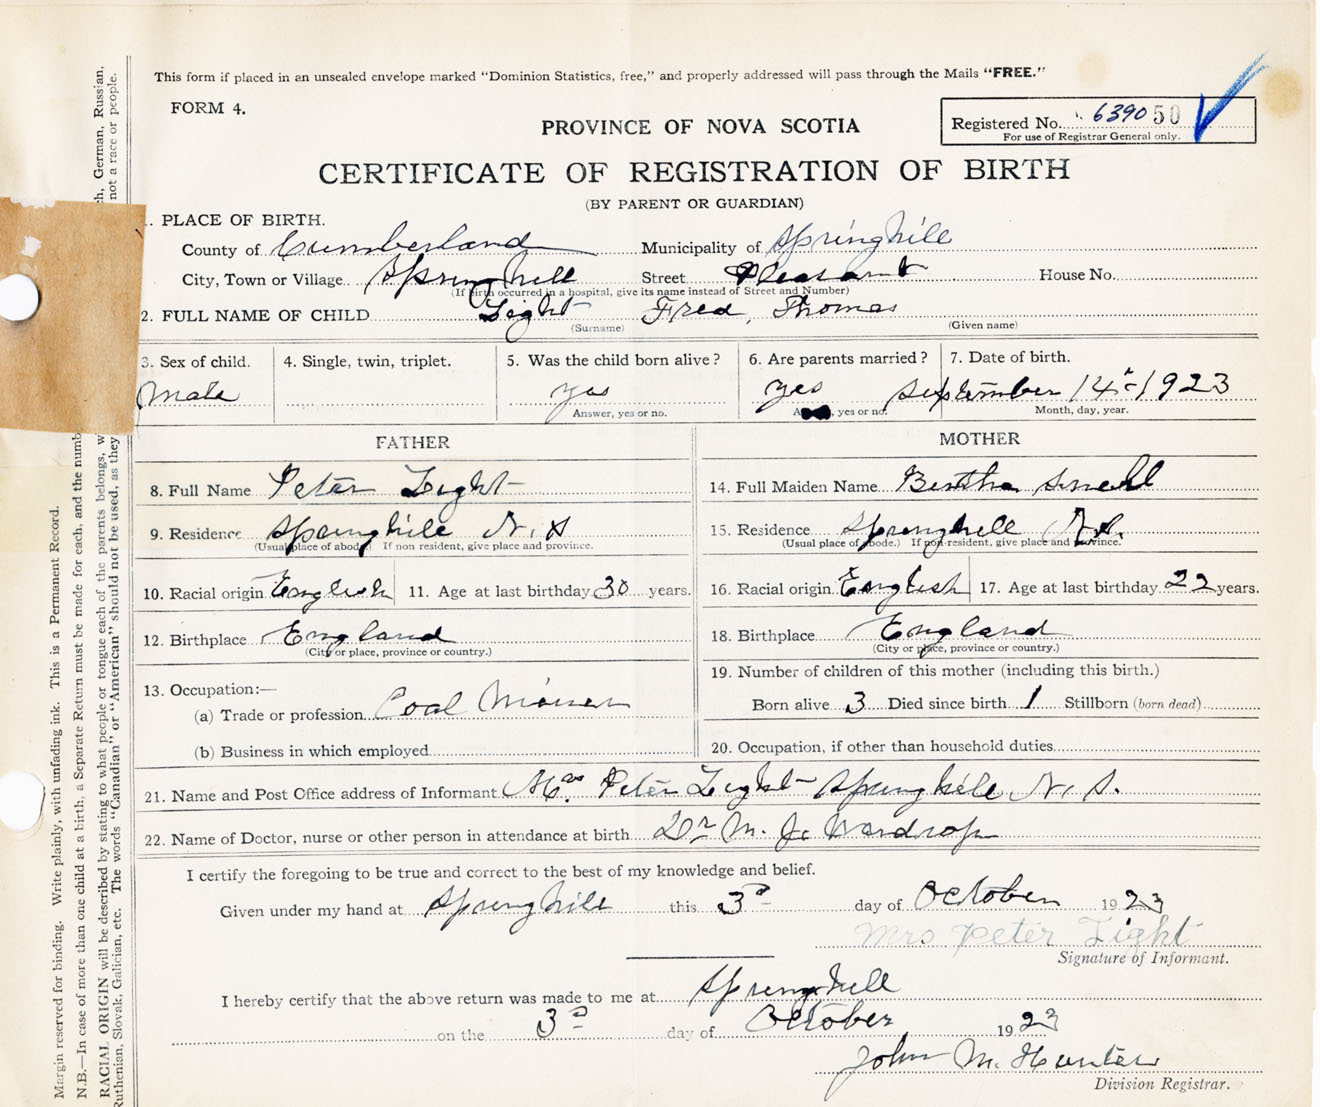 This form if placed in an unsealed envelope marked "Dominion Statistics, free," and properly addressed will pass through the Mails "FREE."
FORM 4.
Registered No. 6390 50
For use of Registrar General only.
PROVINCE OF NOVA SCOTIA
CERTIFICATE OF REGISTRATION OF BIRTH
(BY PARENT OR GUARDIAN)
. PLACE OF BIRTH.
County of Cumberland Municipality of Springhill
City, Town or Village Springhill Street Pleasant House No.
(If birth occurred in a hospital, give its name instead of Street and Number)
2. FULL NAME OF CHILD Light Fred, Thomas
(Surname) (Given name)
3. Sex of child. 4. Single, twin, triplet. 5. Was the child born alive? 6. Are parents married? 7. Date of birth.
Male yes yes September 14 1923
Answer, yes or no. yes or no. Month, day, year.
FATHER MOTHER
8. Full Name Peter Light 14. Full Maiden Name Bertha
9. Residence Springhill N. S 15. Residence Springhill N.S.
(Usual place of abode.) If non resident, give place and province. (Usual place of abode.) If non-resident, give place and province.
10. Racial origin English 11. Age at last birthday 30 years. 16. Racial origin English 17. Age at last birthday 22 years.
12. Birthplace England 18. Birthplace England
(City or place, province or country.) (City or place, province or country.)
13. Occupation:— 19. Number of children of this mother (including this birth.)
(a) Trade or profession Coal Miner Born alive 3 Died since birth 1 Stillborn (born dead)
(b) Business in which employed 20. Occupation, if other than household duties
21. Name and Post Office address of Informant Mrs. Peter Light Springhill N. S.
22. Name of Doctor, nurse or other person in attendance at birth Dr M. J. Wardrop
I certify the foregoing to be true and correct to the best of my knowledge and belief.
Given under my hand at Springhill this 3rd day of October 1923
Mrs Peter Light
Signature of Informant.
I hereby certify that the above return was made to me at Springhill
on the 3rd day of October 1923
John M. Hunter
Division Registrar.
Margin reserved for binding. Write plainly, with unfading ink. This is a Permanent Record.
N.B.—In case of more than one child at a birth, a Separate Return must be made for each, and the numb
RACIAL ORIGIN will be described by stating to what people or tongue each of the parents belongs, w ch, German, Russian,
Ruthenian, Slovak, Galician, etc. The words "Canadian" or "American" should not be used, as they not a race or people.